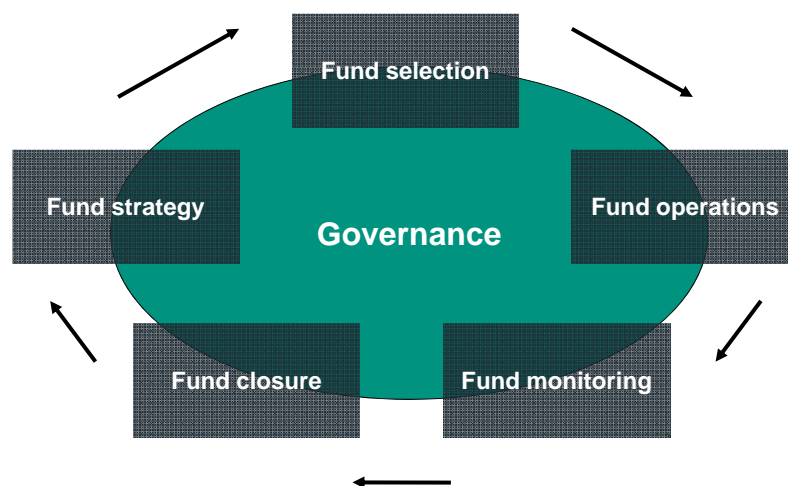 Fund selection
Fund strategy
Fund operations
Governance
Fund closure
Fund monitoring